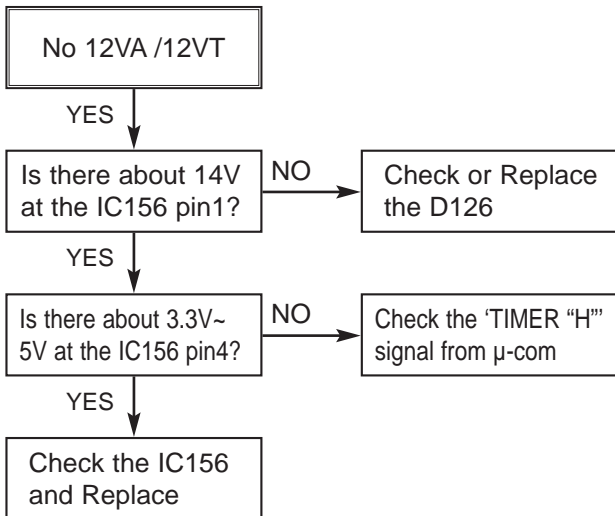 No 12VA /12VT
YES
Is there about 14V
at the IC156 pin1?
NO
Check or Replace
the D126
YES
Is there about 3.3V~
5V at the IC156 pin4?
NO
Check the ‘TIMER “H”’
signal from µ-com
YES
Check the IC156
and Replace